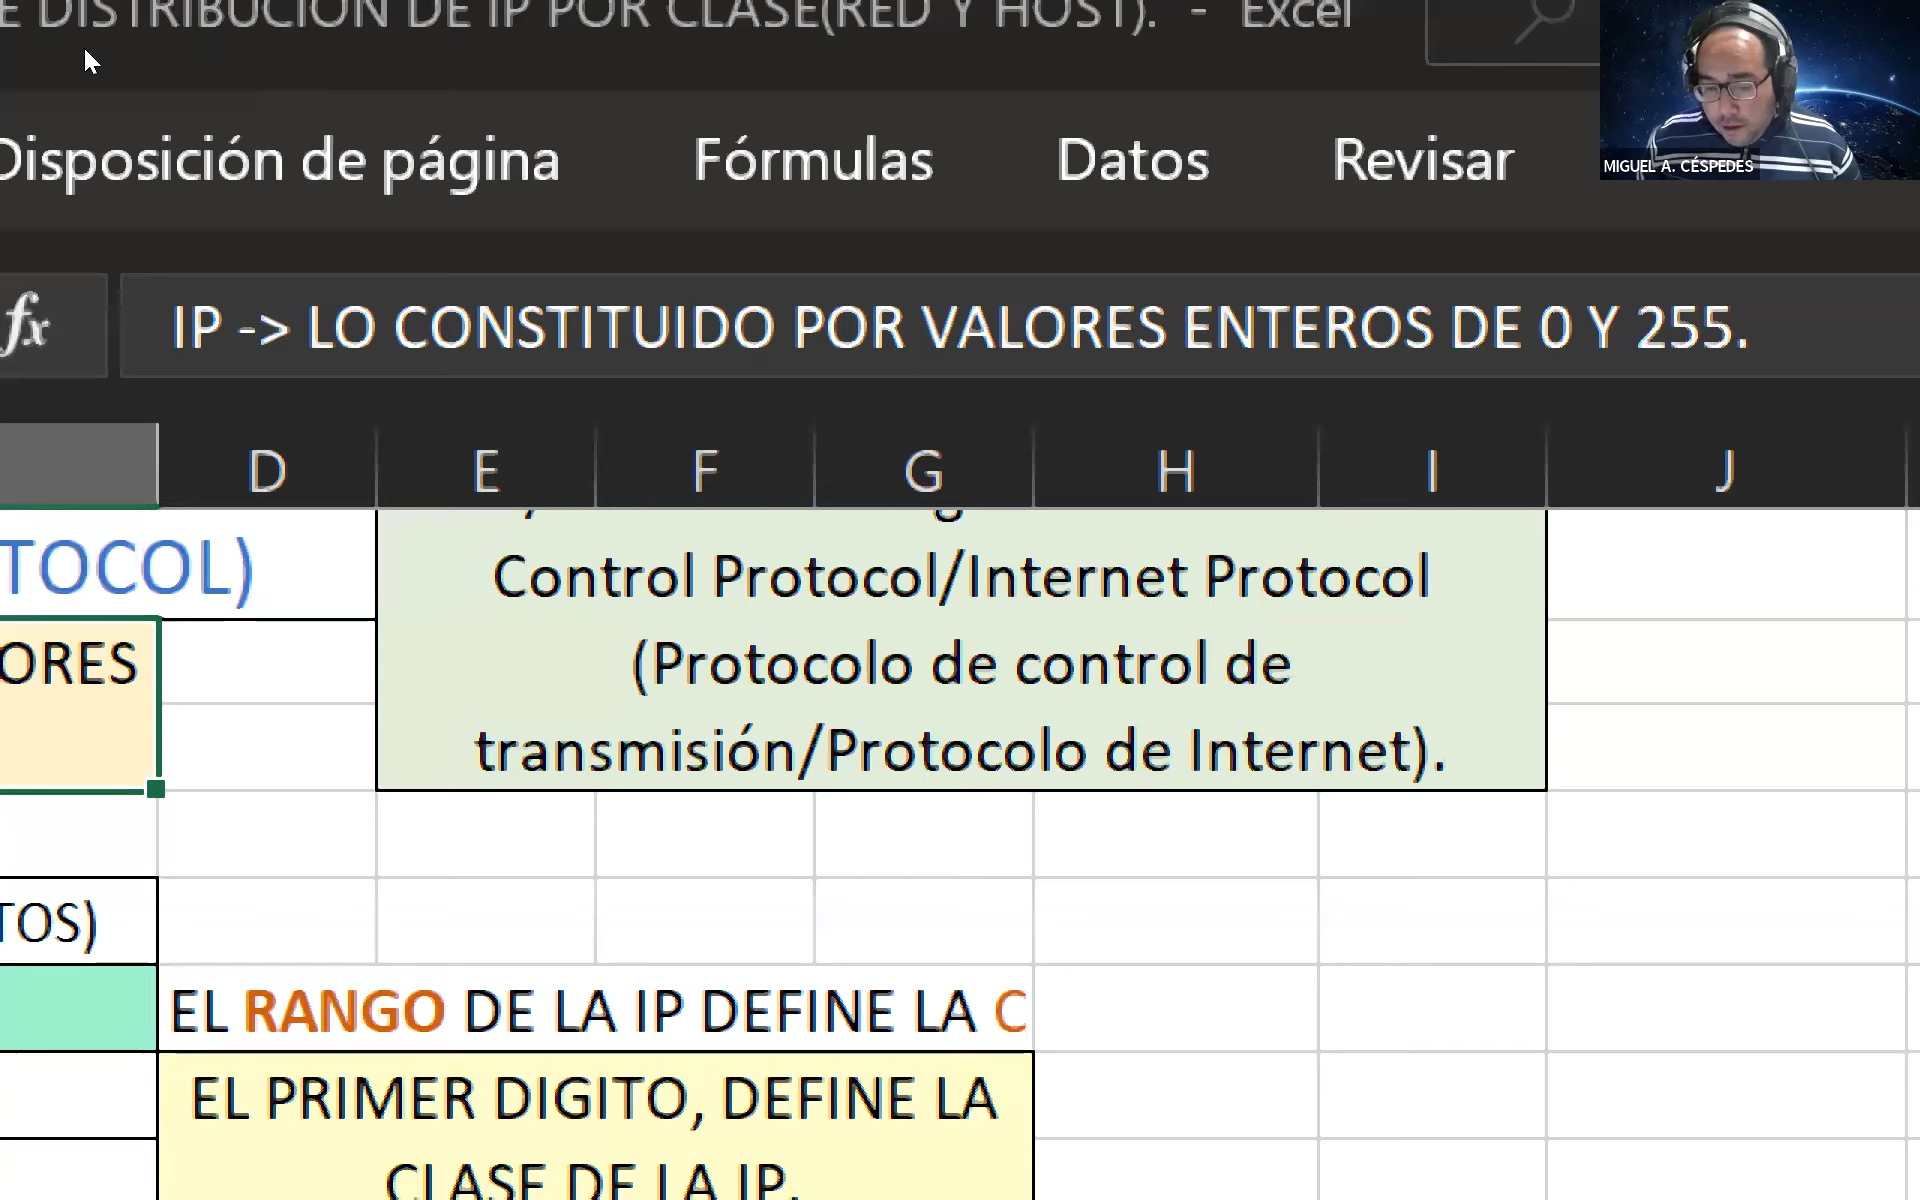 E DISTRIBUCIÓN DE IP POR CLASE(RED Y HOST). - Excel
MIGUEL A. CÉSPEDES
Disposición de página Fórmulas Datos Revisar
fx IP -> LO CONSTITUIDO POR VALORES ENTEROS DE 0 Y 255.
D E F G H I J
TOCOL)
Control Protocol/Internet Protocol
ORES
(Protocolo de control de
transmisión/Protocolo de Internet).
TOS)
EL RANGO DE LA IP DEFINE LA C
EL PRIMER DIGITO, DEFINE LA
CLASE DE LA IP.